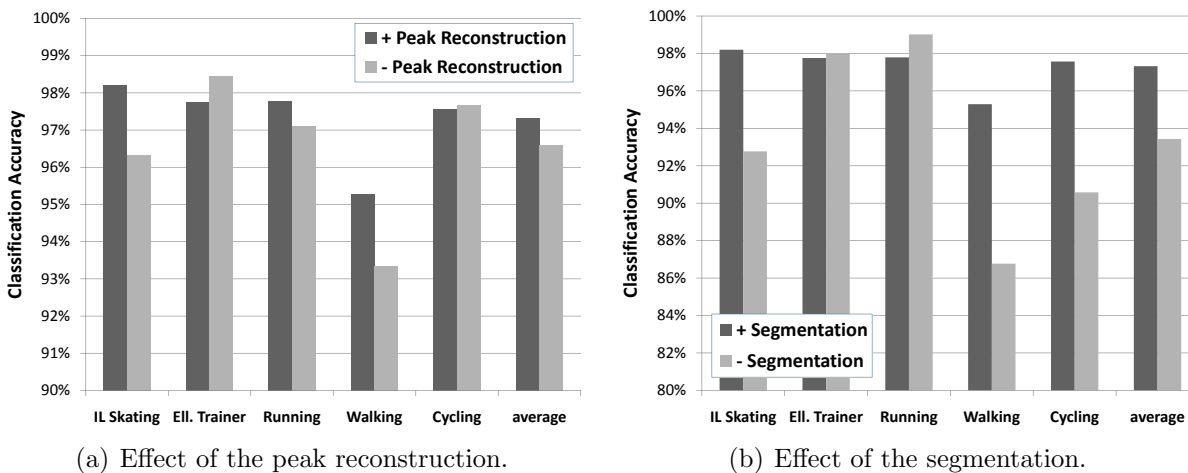 100%
99%
98%
97%
96%
95%
94%
93%
92%
91%
90%
Classification Accuracy
+ Peak Reconstruction
- Peak Reconstruction
IL Skating Ell. Trainer Running Walking Cycling average
(a) Effect of the peak reconstruction.
100%
98%
96%
94%
92%
90%
88%
86%
84%
82%
80%
Classification Accuracy
+ Segmentation
- Segmentation
IL Skating Ell. Trainer Running Walking Cycling average
(b) Effect of the segmentation.